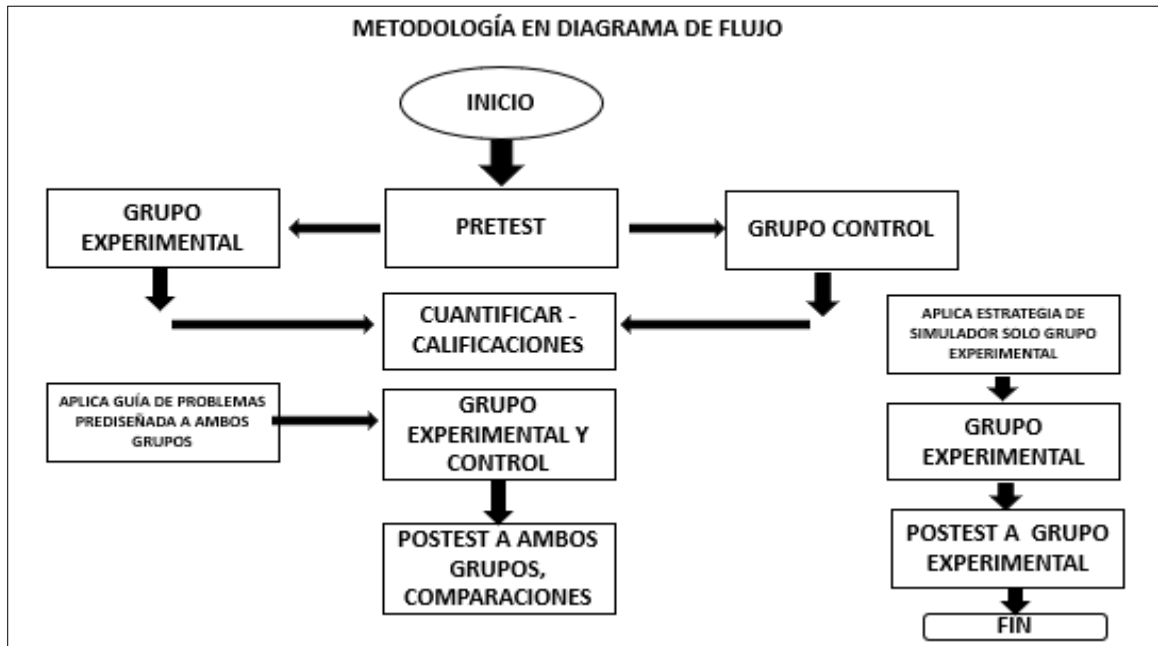 METODOLOGÍA EN DIAGRAMA DE FLUJO
INICIO
GRUPO
EXPERIMENTAL
PRETEST
GRUPO CONTROL
CUANTIFICAR -
CALIFICACIONES
APLICA ESTRATEGIA DE
SIMULADOR SOLO GRUPO
EXPERIMENTAL
APLICA GUÍA DE PROBLEMAS
PREDISEÑADA A AMBOS
GRUPOS
GRUPO
EXPERIMENTAL Y
CONTROL
GRUPO
EXPERIMENTAL
POSTEST A AMBOS
GRUPOS,
COMPARACIONES
POSTEST A GRUPO
EXPERIMENTAL
FIN